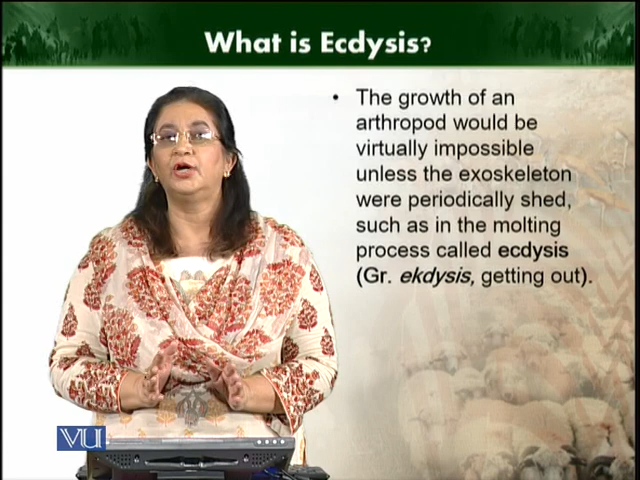 What is Ecdysis?
• The growth of an
arthropod would be
virtually impossible
unless the exoskeleton
were periodically shed,
such as in the molting
process called ecdysis
(Gr. ekdysis, getting out).
VU